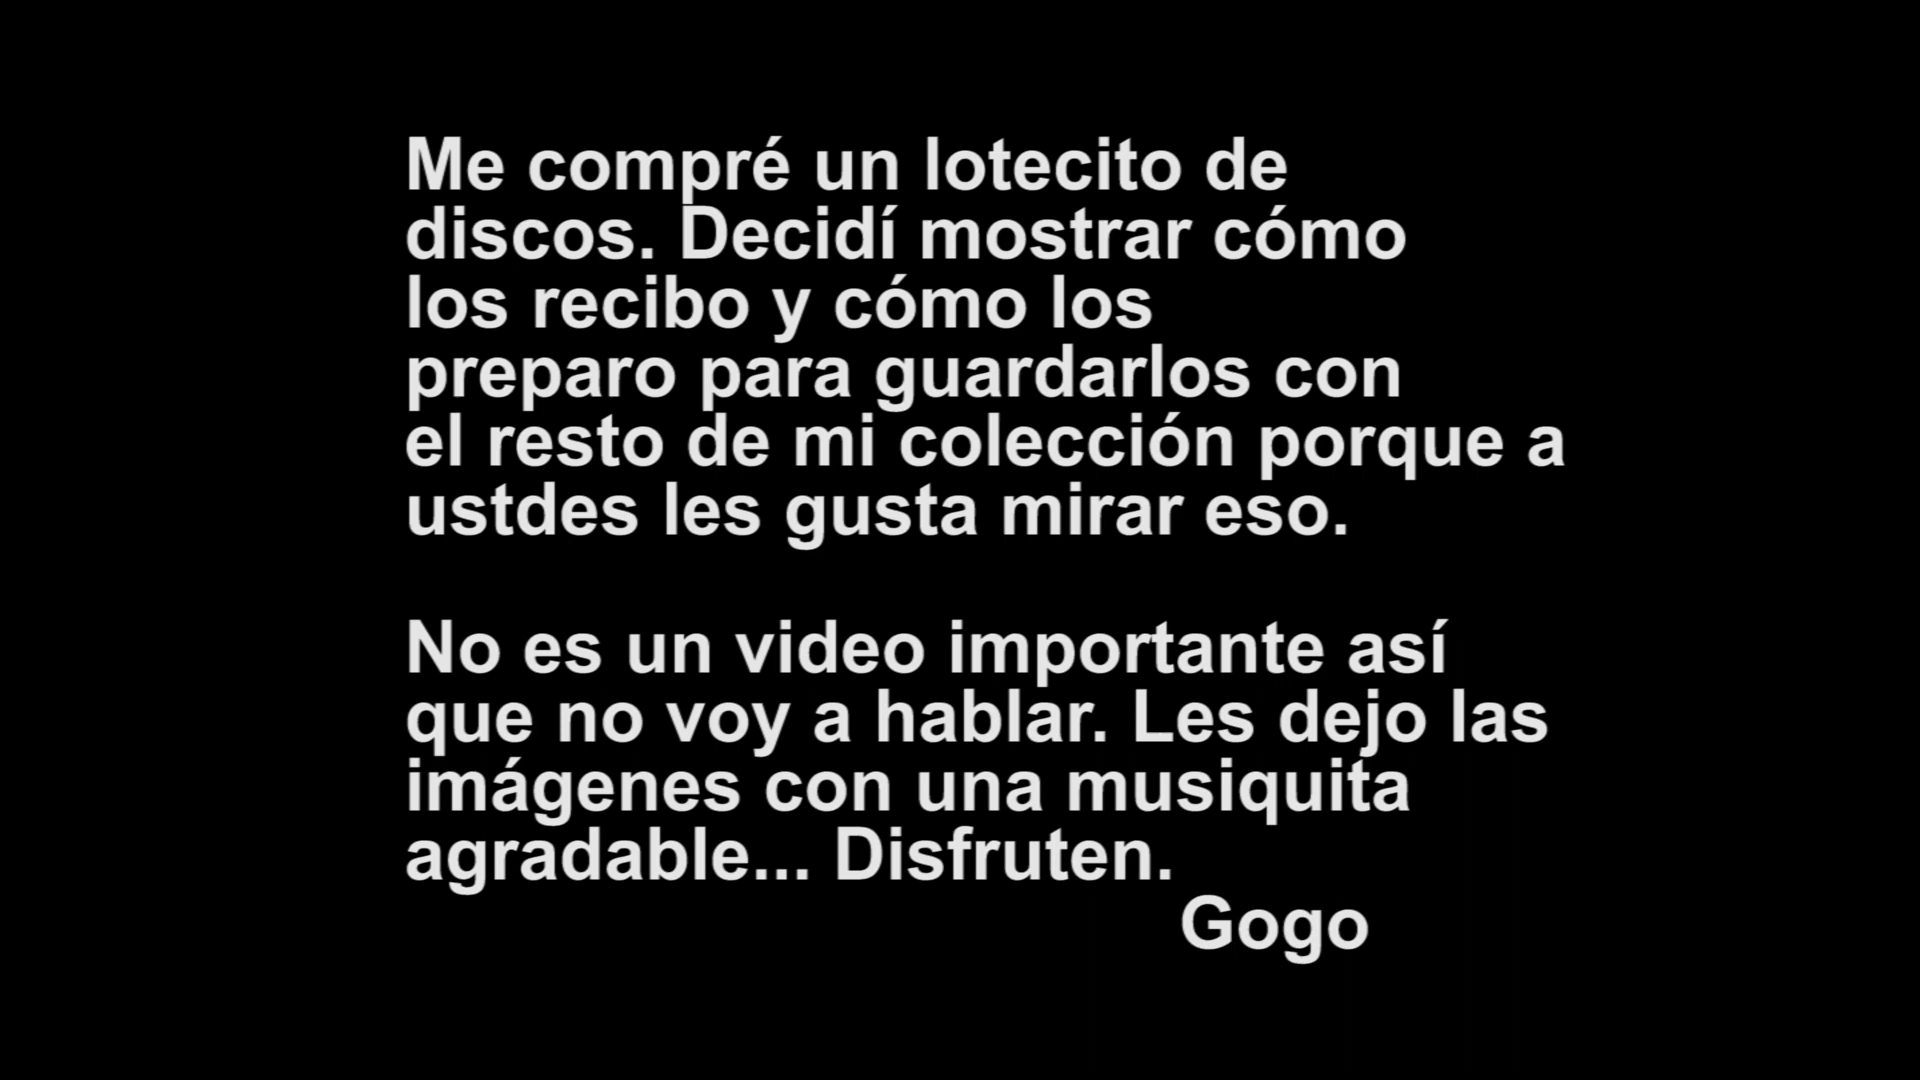 Me compré un lotecito de
discos. Decidí mostrar cómo
los recibo y cómo los
preparo para guardarlos con
el resto de mi colección porque a
ustdes les gusta mirar eso.
No es un video importante así
que no voy a hablar. Les dejo las
imágenes con una musiquita
agradable... Disfruten.
Gogo